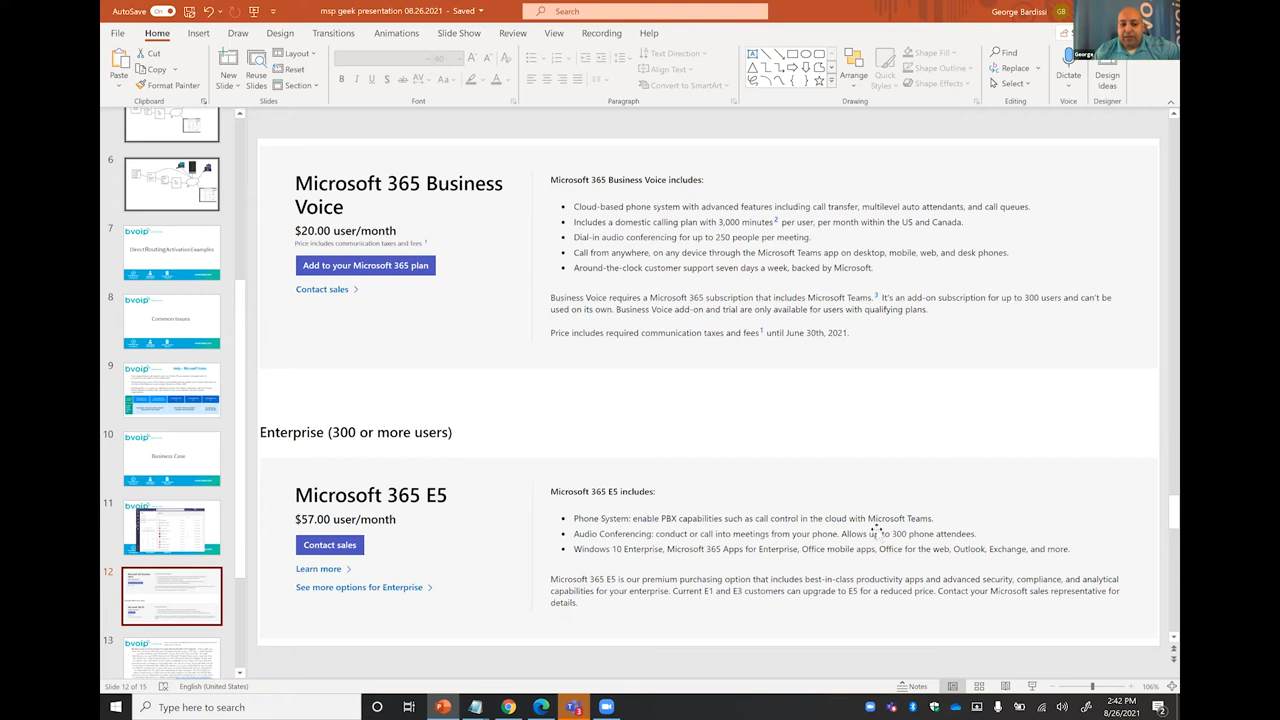 AutoSave On msp geek presentation 08.26.2021 - Saved Search George Bardissi GB
File Home Insert Draw Design Transitions Animations Slide Show Review View Recording Help
George
Paste Cut Copy Format Painter
Clipboard
New Slide Reuse Slides Layout Reset Section
Slides
60
Font
Text Direction Align Text Convert to SmartArt
Paragraph
Arrange Quick Styles Shape Fill Shape Outline Shape Effects
Drawing
Find Replace Select
Editing
Dictate
Voice
Design Ideas
Designer
6
7
bvoip
Direct Routing Activation Examples
8
bvoip
Common Issues
9
bvoip
10
bvoip
Business Case
11
bvoip
12
13
bvoip
Microsoft 365 Business
Voice
$20.00 user/month
Price includes communication taxes and fees.1
Add to your Microsoft 365 plan
Contact sales
Microsoft 365 Business Voice includes:
• Cloud-based phone system with advanced features including call transfer, multilevel auto attendants, and call queues.
• Includes a domestic calling plan with 3,000 minutes2 per user, per month within the US and Canada.
• Dial-in audio conferencing for up to 250 people per meeting.
• Call from anywhere, on any device through the Microsoft Teams app on desktop, mobile, web, and desk phones.
• Around-the-clock customer support seven days a week, backed by Microsoft.
Business Voice requires a Microsoft 365 subscription that includes Microsoft Teams.3 It's an add-on subscription for up to 300 users and can't be
used on its own. Business Voice add-on and trial are only available for users with qualifying plans.
Price includes required communication taxes and fees1 until June 30th, 2021.
Enterprise (300 or more users)
Microsoft 365 E5
$57.00 user/month
Contact sales
Learn more
See more options for Enterprise
Microsoft 365 E5 includes:
• Phone System: enable PBX capabilities such as call control in the cloud with Microsoft Teams.
• Audio Conferencing: conduct or call into meetings from your phone. Allows up to 300 phone attendees.
• Windows 10 Enterprise, Microsoft 365 Apps for Enterprise, Office mobile apps, Office for the web, Outlook, Exchange, and more.
Microsoft 365 E5 is our premium purchasing option that includes best-in-class productivity apps and advanced security, compliance, and analytical
capabilities for your enterprise. Current E1 and E3 customers can upgrade to E5 for a reduced price. Contact your Microsoft sales representative for
details.
Slide 12 of 15 English (United States) Notes 106%
Type here to search
2:42 PM
8/26/2021